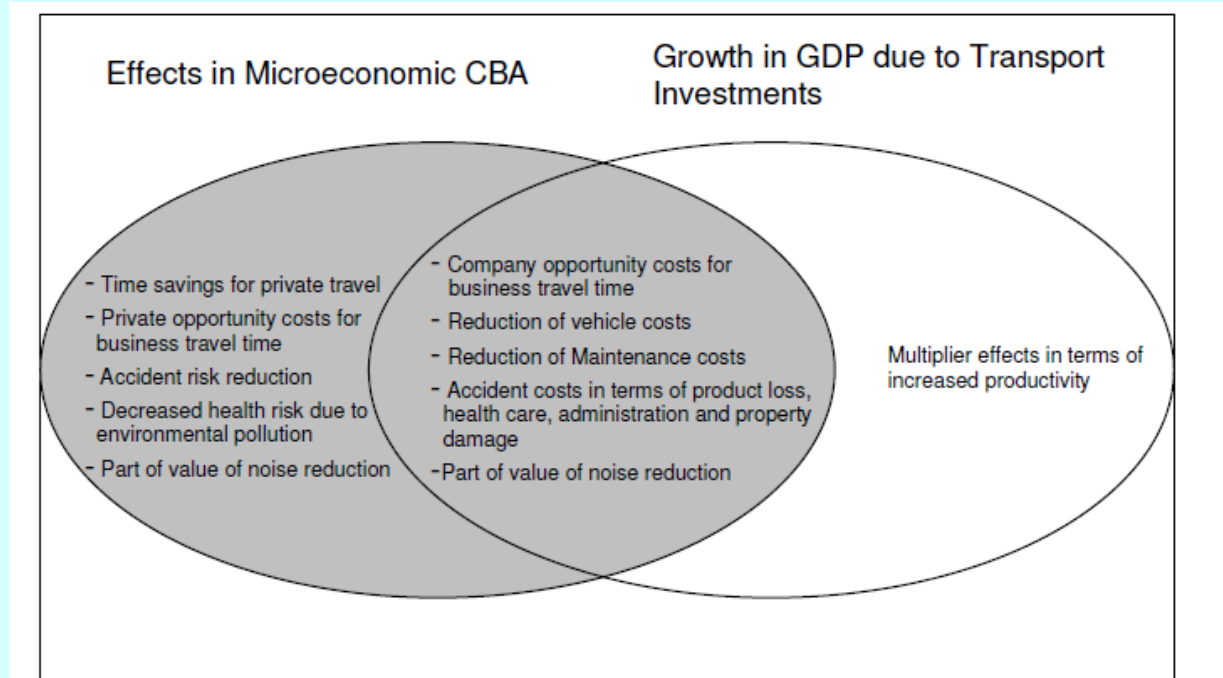 Effects in Microeconomic CBA
Growth in GDP due to Transport
Investments
- Time savings for private travel
- Private opportunity costs for
business travel time
- Accident risk reduction
- Decreased health risk due to
environmental pollution
- Part of value of noise reduction
- Company opportunity costs for
business travel time
- Reduction of vehicle costs
- Reduction of Maintenance costs
- Accident costs in terms of product loss,
health care, administration and property
damage
-Part of value of noise reduction
Multiplier effects in terms of
increased productivity